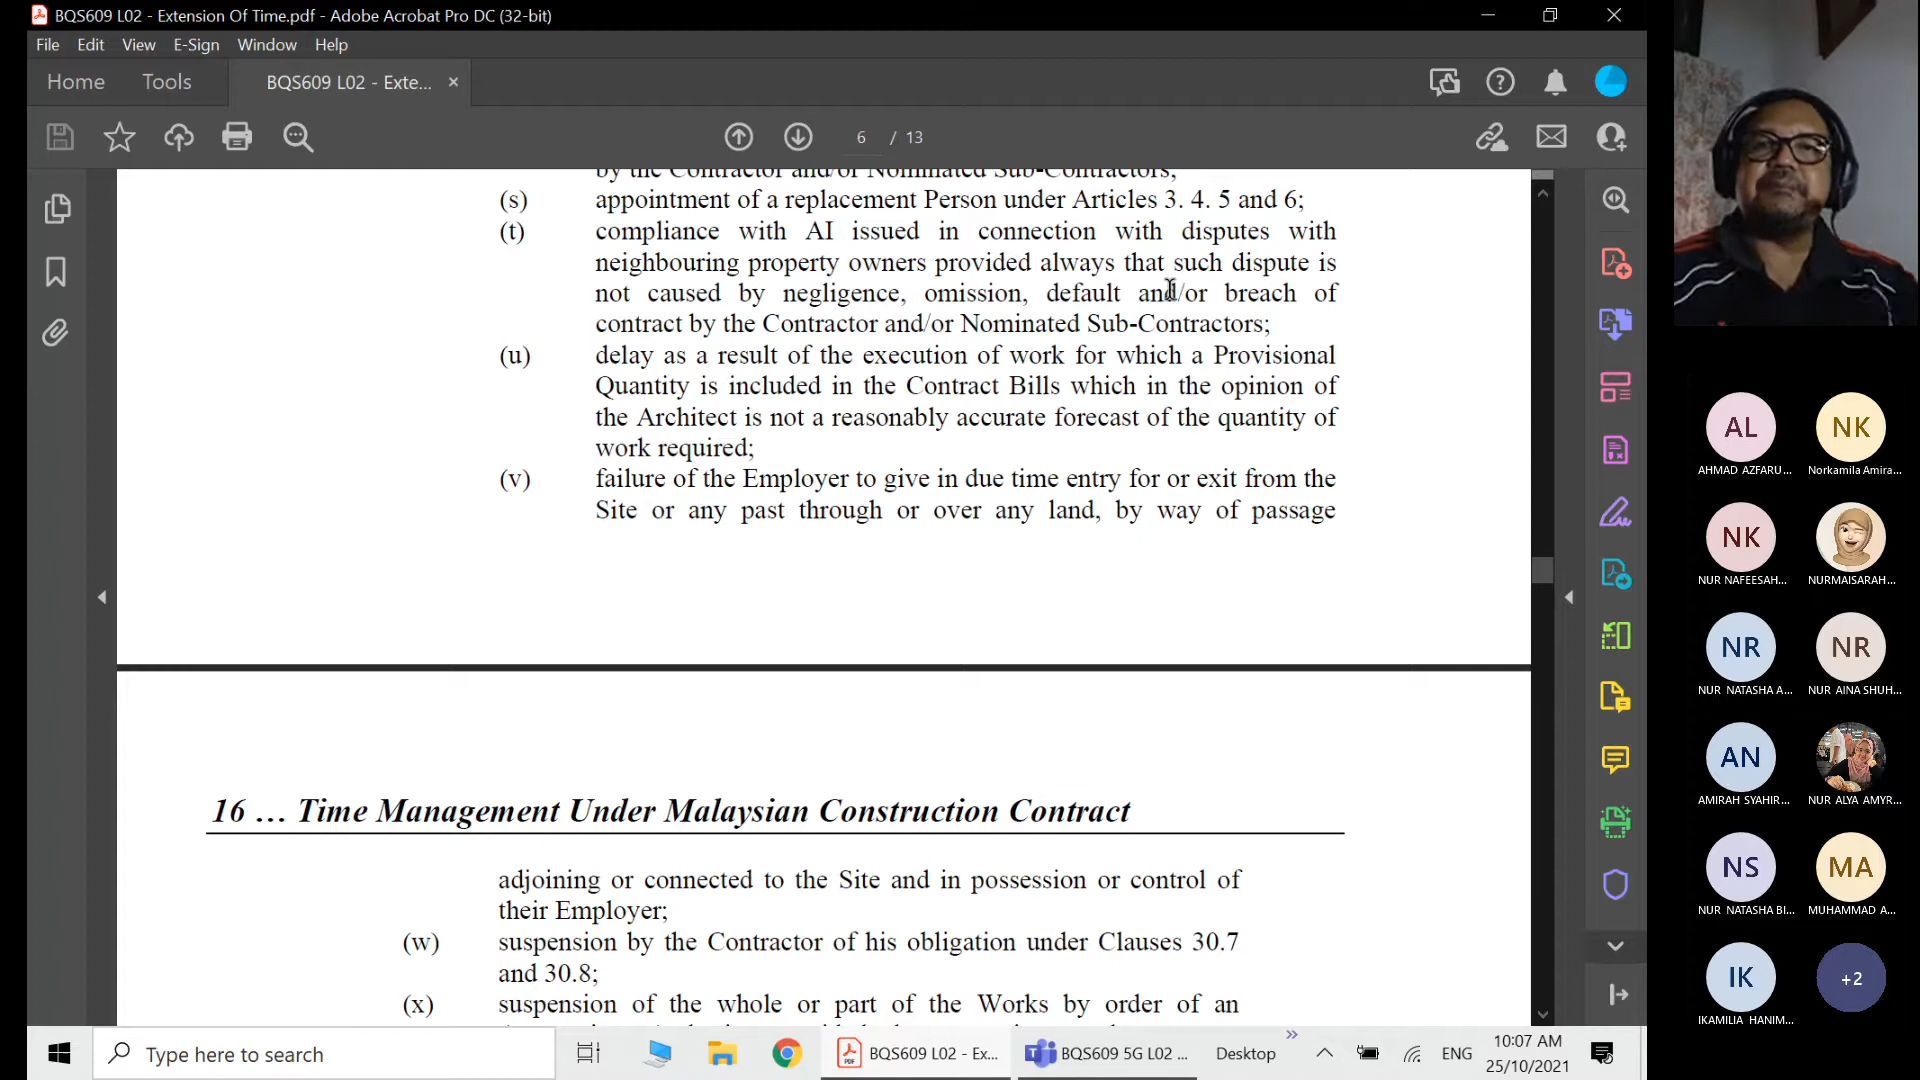 BQS609 L02 - Extension Of Time.pdf - Adobe Acrobat Pro DC (32-bit)
File Edit View E-Sign Window Help
Home Tools BQS609 L02 - Exte... ×
6 / 13
by the Contractor and/or Nominated Sub-Contractors;
(s) appointment of a replacement Person under Articles 3. 4. 5 and 6;
(t) compliance with AI issued in connection with disputes with
neighbouring property owners provided always that such dispute is
not caused by negligence, omission, default and/or breach of
contract by the Contractor and/or Nominated Sub-Contractors;
(u) delay as a result of the execution of work for which a Provisional
Quantity is included in the Contract Bills which in the opinion of
the Architect is not a reasonably accurate forecast of the quantity of
work required;
(v) failure of the Employer to give in due time entry for or exit from the
Site or any past through or over any land, by way of passage
16 ... Time Management Under Malaysian Construction Contract
adjoining or connected to the Site and in possession or control of
their Employer;
(w) suspension by the Contractor of his obligation under Clauses 30.7
and 30.8;
(x) suspension of the whole or part of the Works by order of an
AL NK
AHMAD AZFARU... Norkamila Amira...
NK
NUR NAFEESAH... NURMAISARAH...
NR NR
NUR NATASHA A... NUR AINA SHUH...
AN
AMIRAH SYAHIR... NUR ALYA AMYR...
NS MA
NUR NATASHA BI... MUHAMMAD A...
IK +2
IKAMILIA HANIM...
Type here to search
BQS609 L02 - Ex...
BQS609 5G L02 ...
Desktop
ENG
10:07 AM
25/10/2021